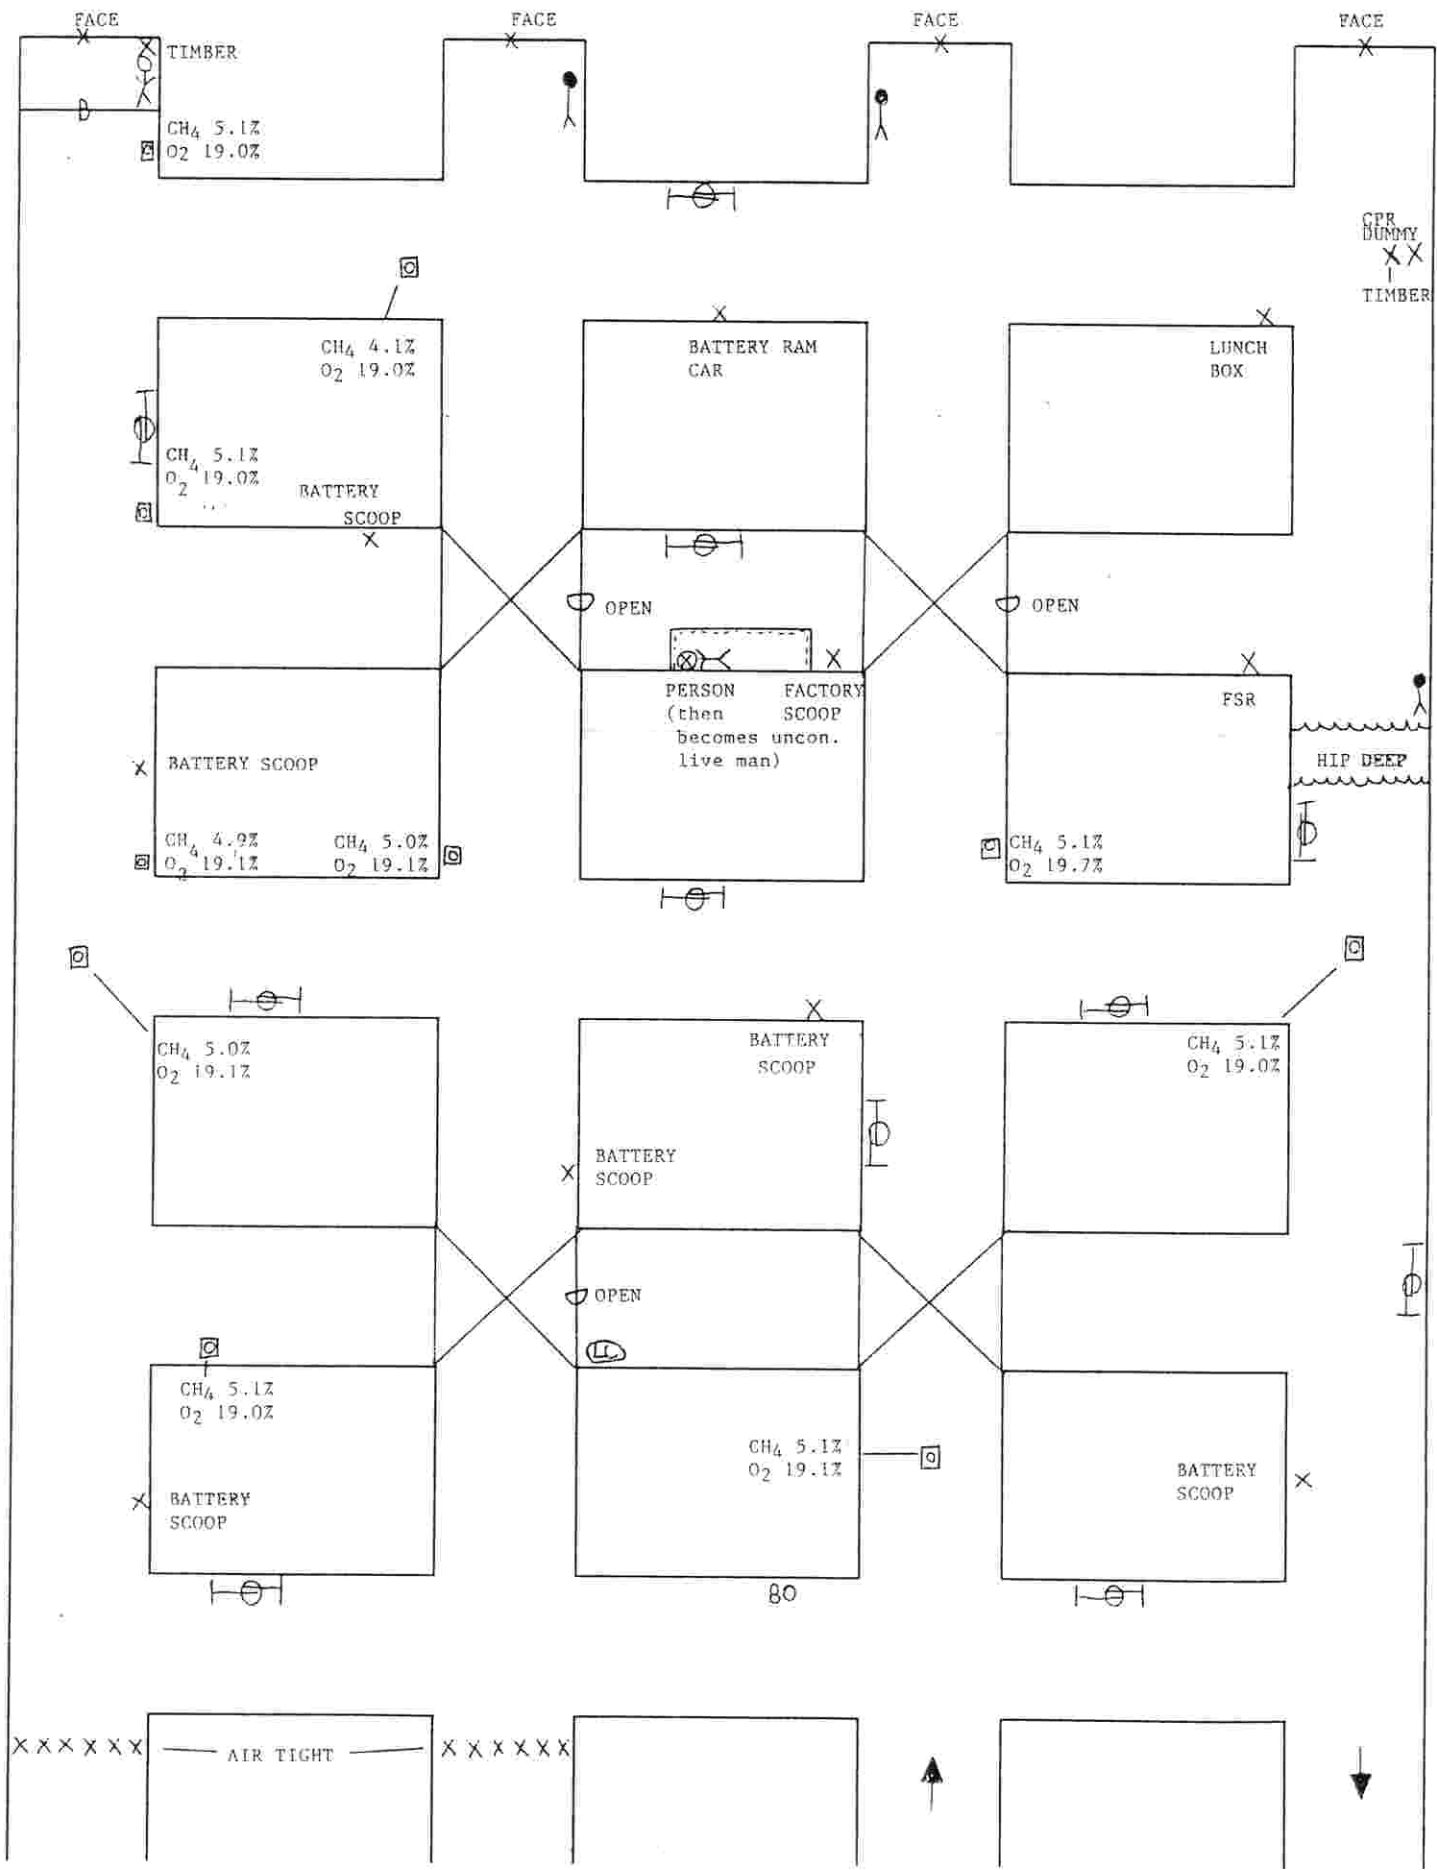 FACE
FACE
FACE
FACE
TIMBER
CH4 5.1%
O2 19.0%
CPR
DUMMY
TIMBER
CH4 4.1%
O2 19.0%
BATTERY RAM
CAR
LUNCH
BOX
CH4 5.1%
O2 19.0%
BATTERY
SCOOP
OPEN
OPEN
PERSON FACTORY
(then SCOOP
becomes uncon.
live man)
FSR
HIP DEEP
BATTERY SCOOP
CH4 4.9%
O2 19.1%
CH4 5.0%
O2 19.1%
CH4 5.1%
O2 19.7%
CH4 5.0%
O2 19.1%
BATTERY
SCOOP
CH4 5.1%
O2 19.0%
BATTERY
SCOOP
OPEN
LC
CH4 5.1%
O2 19.0%
CH4 5.1%
O2 19.1%
BATTERY
SCOOP
BATTERY
SCOOP
80
X X X X X X AIR TIGHT X X X X X X